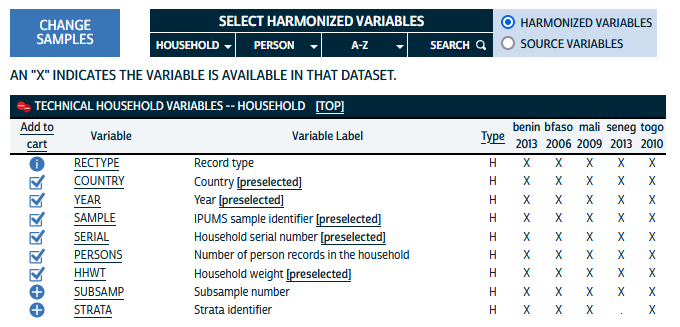 CHANGE
SAMPLES
SELECT HARMONIZED VARIABLES
HOUSEHOLD PERSON A-Z SEARCH
HARMONIZED VARIABLES
SOURCE VARIABLES
AN "X" INDICATES THE VARIABLE IS AVAILABLE IN THAT DATASET.
TECHNICAL HOUSEHOLD VARIABLES -- HOUSEHOLD [TOP]
Add to cart Variable Variable Label Type benin 2013 bfaso 2006 mali 2009 seneg 2013 togo 2010
RECTYPE Record type H X X X X X
COUNTRY Country [preselected] H X X X X X
YEAR Year [preselected] H X X X X X
SAMPLE IPUMS sample identifier [preselected] H X X X X X
SERIAL Household serial number [preselected] H X X X X X
PERSONS Number of person records in the household H X X X X X
HHWT Household weight [preselected] H X X X X X
SUBSAMP Subsample number H X X X X X
STRATA Strata identifier H X X X . X